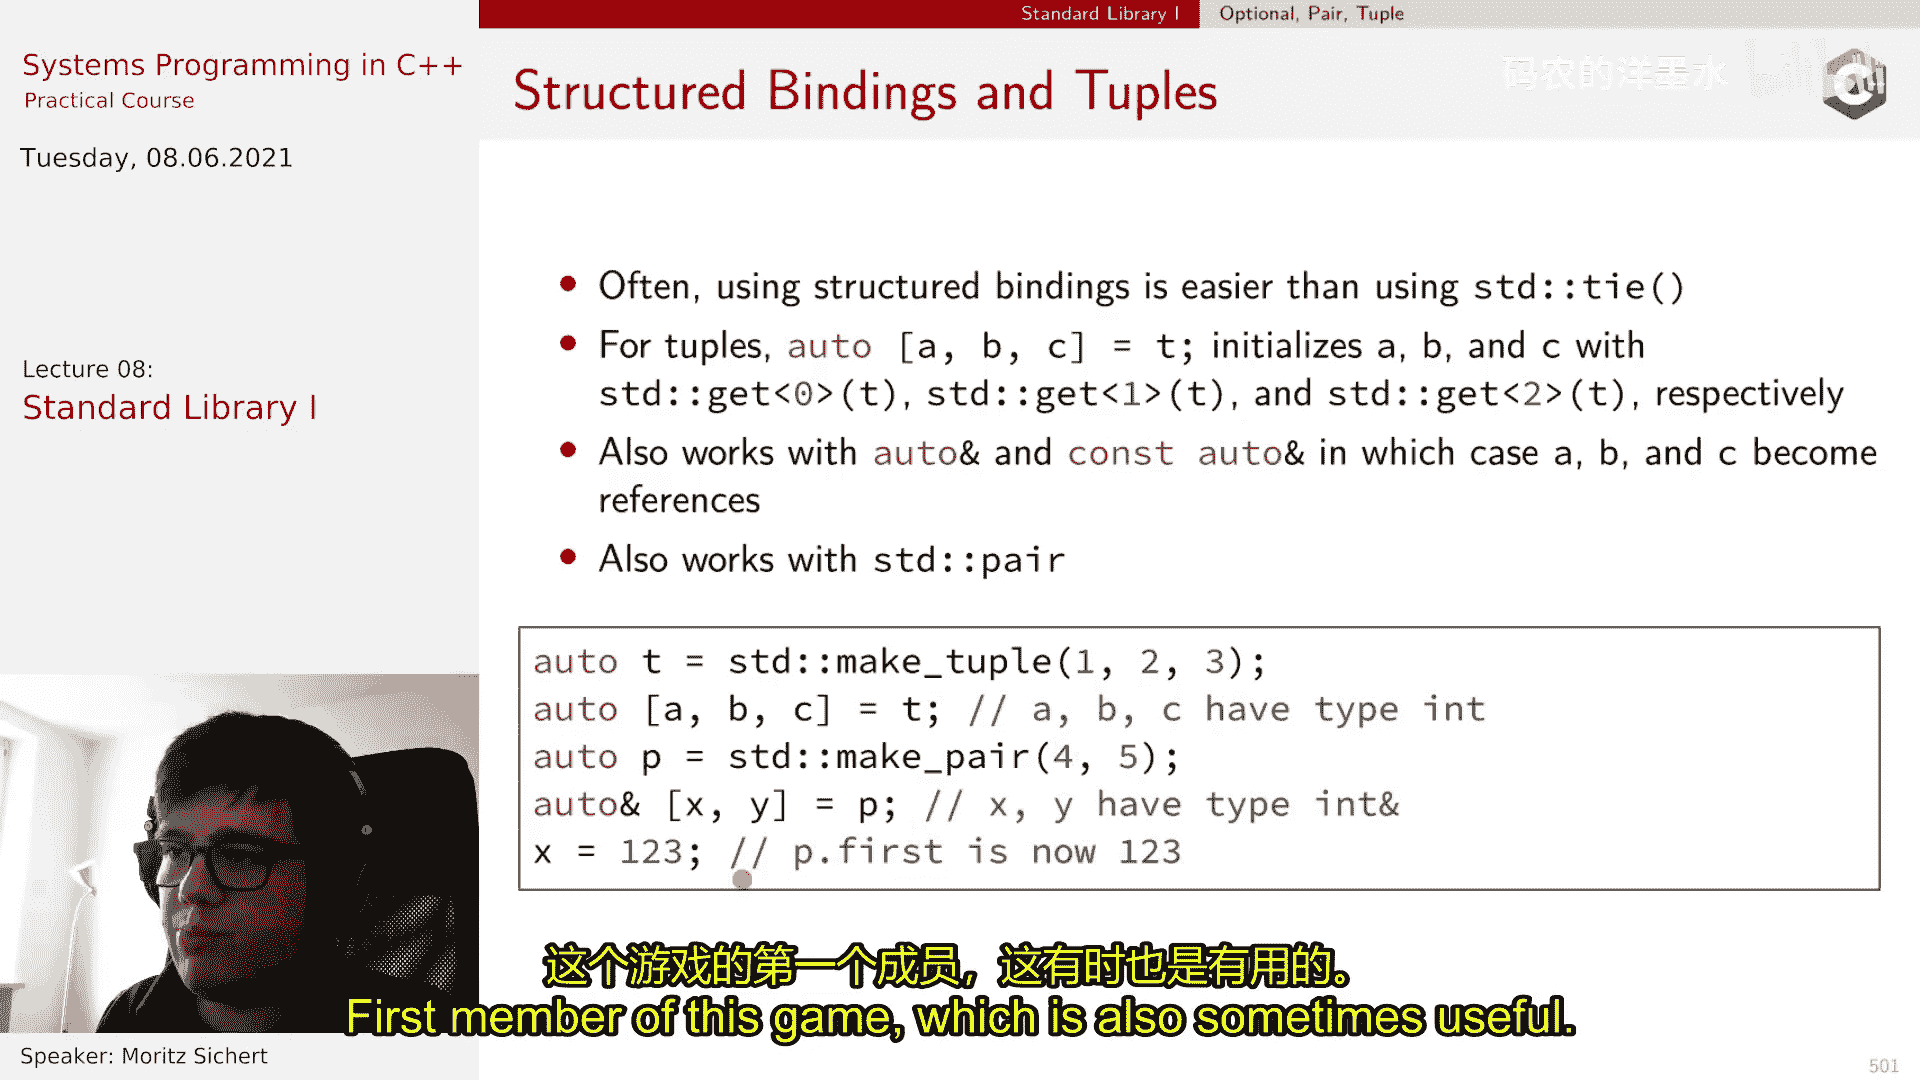 Standard Library I
Optional, Pair, Tuple
Systems Programming in C++
Practical Course
Tuesday, 08.06.2021
Lecture 08:
Standard Library I
码农的洋墨水
Structured Bindings and Tuples
Often, using structured bindings is easier than using std::tie()
For tuples, auto [a, b, c] = t; initializes a, b, and c with
std::get<0>(t), std::get<1>(t), and std::get<2>(t), respectively
Also works with auto& and const auto& in which case a, b, and c become
references
Also works with std::pair
auto t = std::make_tuple(1, 2, 3);
auto [a, b, c] = t; // a, b, c have type int
auto p = std::make_pair(4, 5);
auto& [x, y] = p; // x, y have type int&
x = 123; // p.first is now 123
这个游戏的第一个成员，这有时也是有用的。
First member of this game, which is also sometimes useful.
Speaker: Moritz Sichert
501